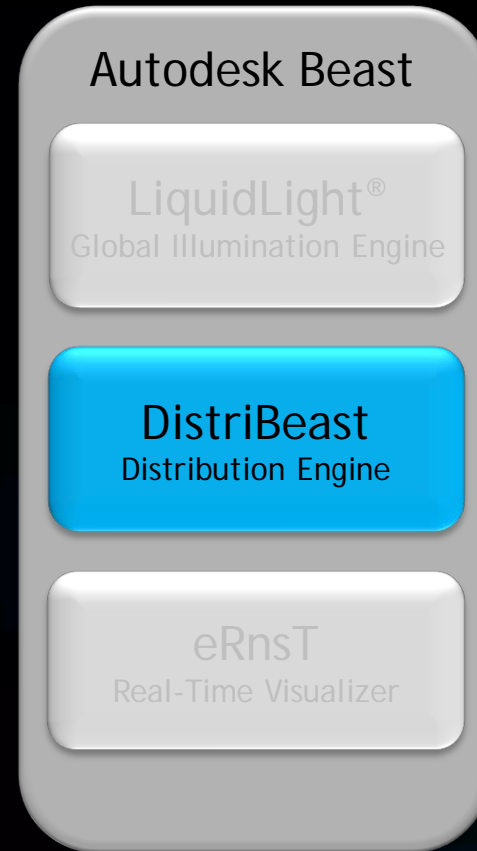 Autodesk Beast
LiquidLight®
Global Illumination Engine
DistriBeast
Distribution Engine
eRnsT
Real-Time Visualizer